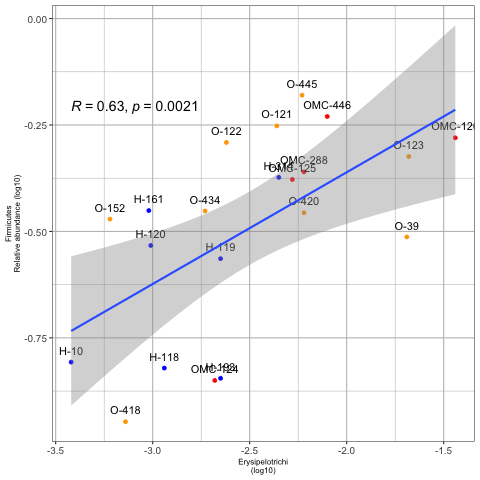 0.00
-0.25
-0.50
-0.75
Firmicutes
Relative abundance (log10)
R = 0.63, p = 0.0021
O-445
OMC-446
O-121
OMC-126
O-122
O-123
OMC-288
OMC-125
H-161
O-434
O-420
O-152
H-120
O-39
H-119
H-10
H-118
OMC-124
O-418
-3.5
-3.0
-2.5
-2.0
-1.5
Erysipelotrichi
(log10)